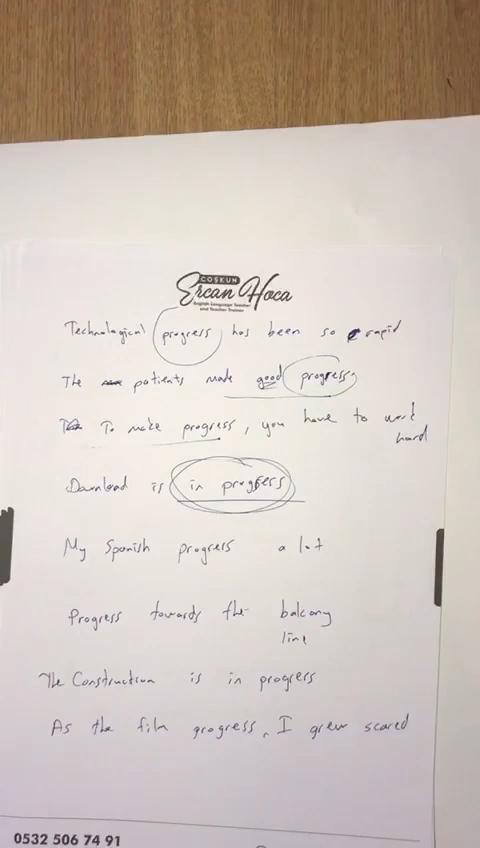 COŞKUN
Ercan Hoca
English Language Teacher
and Teacher Trainer
Technological progress has been so rapid
The patients made good progress
To make progress, you have to work
hard
Download is in progress
My Spanish progress a lot
Progress towards the balcony
line
The Construction is in progress
As the film progress, I grew scared
0532 506 74 91